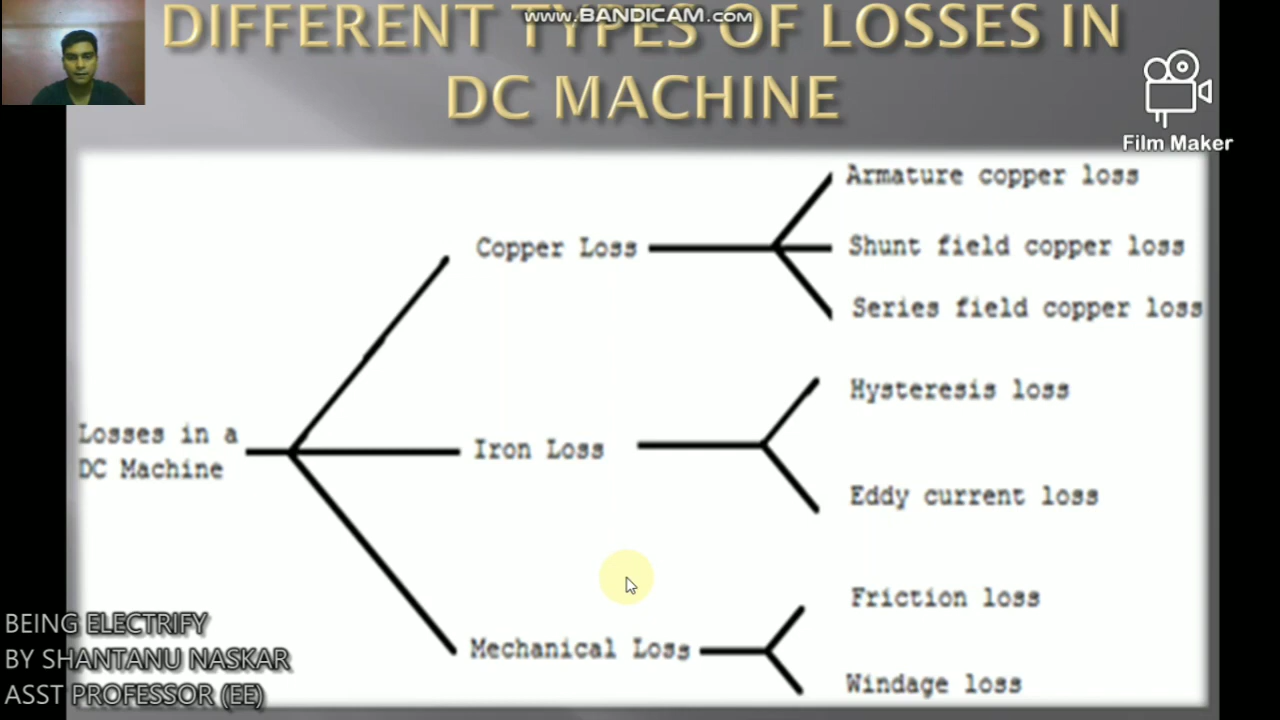 www.BANDICAM.com
DIFFERENT TYPES OF LOSSES IN
DC MACHINE
Film Maker
Armature copper loss
Copper Loss
Shunt field copper loss
Series field copper loss
Hysteresis loss
Losses in a
DC Machine
Iron Loss
Eddy current loss
Friction loss
Mechanical Loss
Windage loss
BEING ELECTRIFY
BY SHANTANU NASKAR
ASST PROFESSOR (EE)